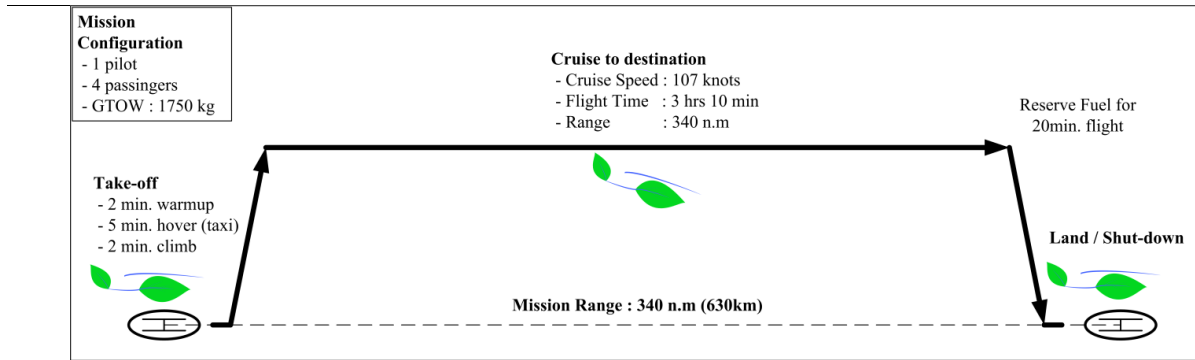 Mission
Configuration
- 1 pilot
- 4 passingers
- GTOW : 1750 kg
Cruise to destination
- Cruise Speed : 107 knots
- Flight Time : 3 hrs 10 min
- Range : 340 n.m
Reserve Fuel for
20min. flight
Take-off
- 2 min. warmup
- 5 min. hover (taxi)
- 2 min. climb
Land / Shut-down
Mission Range : 340 n.m (630km)